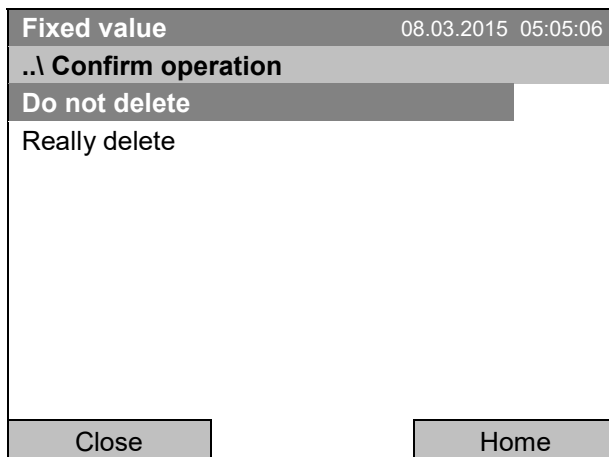 Fixed value 08.03.2015 05:05:06
..\ Confirm operation
Do not delete
Really delete
Close Home